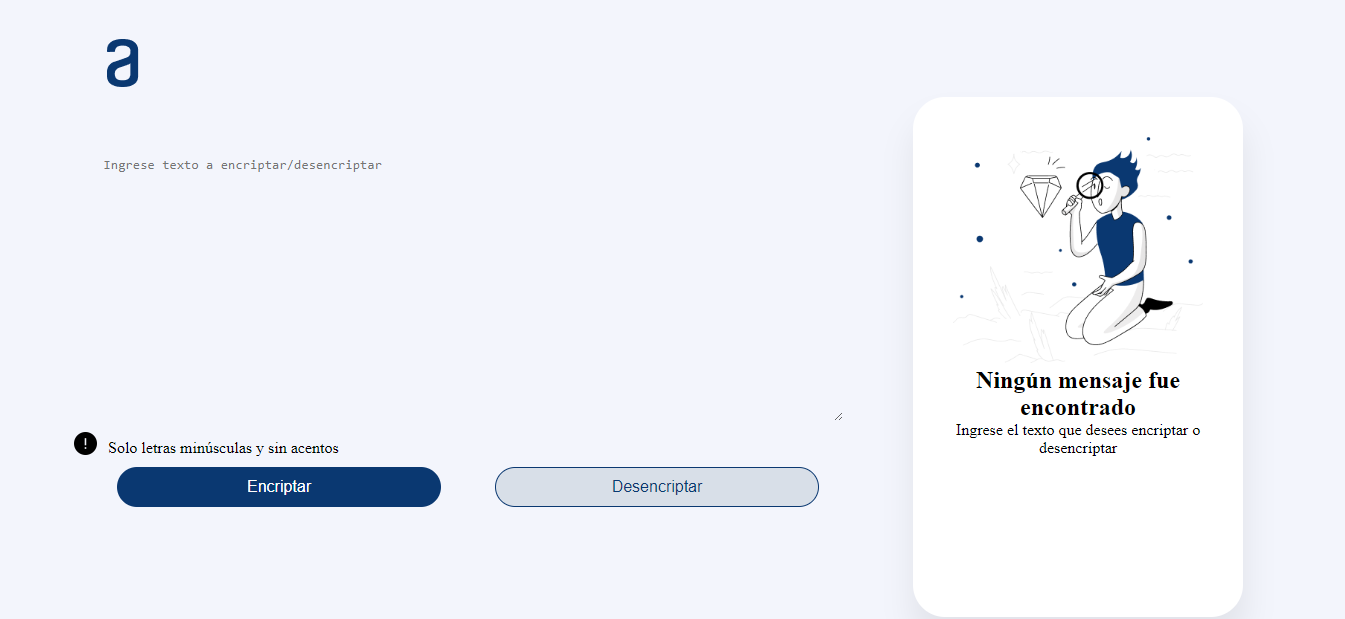 a
Ingrese texto a encriptar/desencriptar
Solo letras minúsculas y sin acentos
Encriptar
Desencriptar
Ningún mensaje fue
encontrado
Ingrese el texto que desees encriptar o
desencriptar